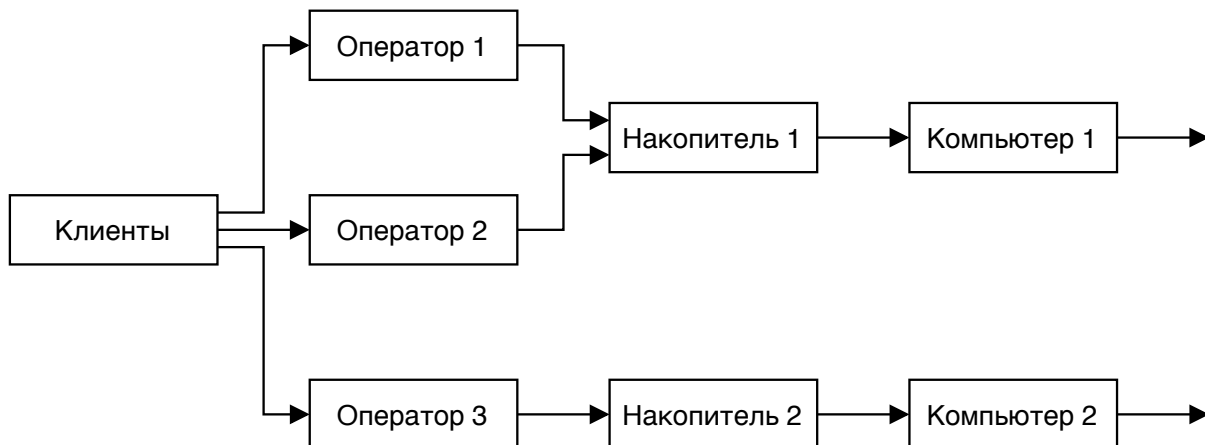 Оператор 1
Накопитель 1
Компьютер 1
Клиенты
Оператор 2
Оператор 3
Накопитель 2
Компьютер 2